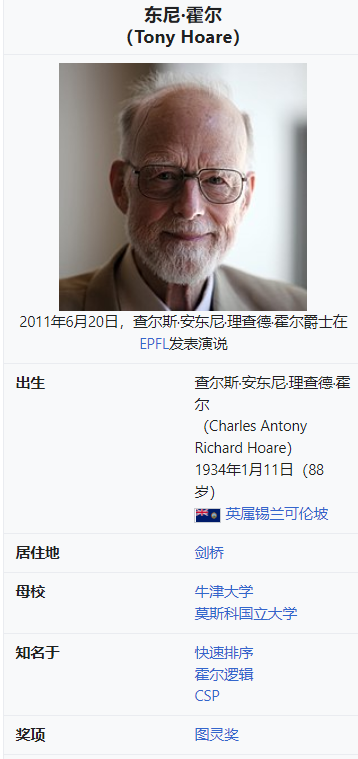 东尼·霍尔
（Tony Hoare）
2011年6月20日，查尔斯·安东尼·理查德·霍尔爵士在
EPFL发表演说
出生
查尔斯·安东尼·理查德·霍
尔
（Charles Antony
Richard Hoare）
1934年1月11日（88
岁）
英属锡兰可伦坡
居住地
剑桥
母校
牛津大学
莫斯科国立大学
知名于
快速排序
霍尔逻辑
CSP
奖项
图灵奖